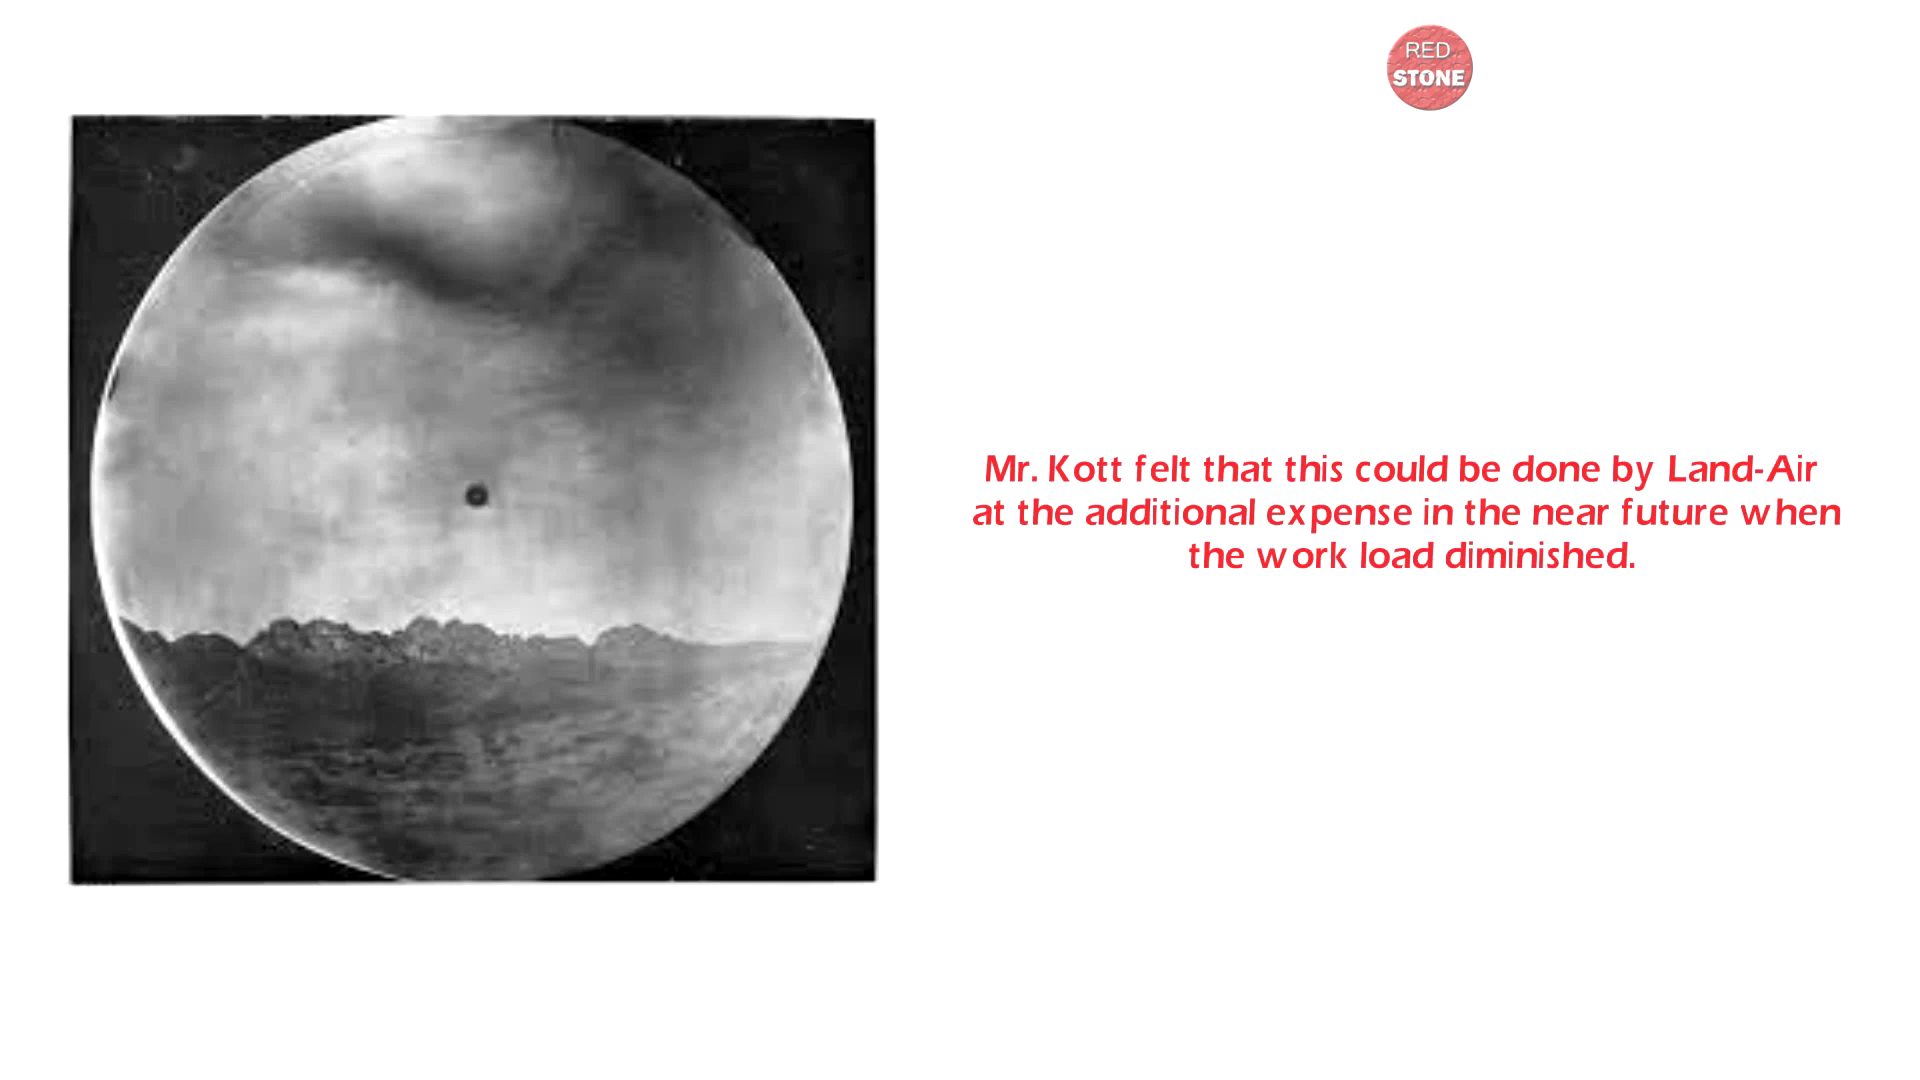 RED
STONE
Mr. Kott felt that this could be done by Land-Air
at the additional expense in the near future when
the work load diminished.